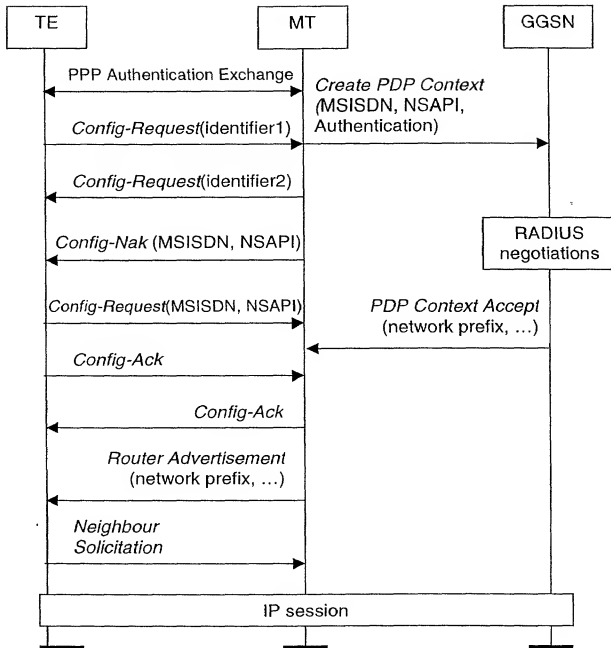 TE
MT
GGSN
PPP Authentication Exchange
Create PDP Context
(MSISDN, NSAPI,
Authentication)
Config-Request(identifier1)
Config-Request(identifier2)
RADIUS
negotiations
Config-Nak (MSISDN, NSAPI)
Config-Request(MSISDN, NSAPI)
PDP Context Accept
(network prefix, ...)
Config-Ack
Config-Ack
Router Advertisement
(network prefix, ...)
Neighbour
Solicitation
IP session